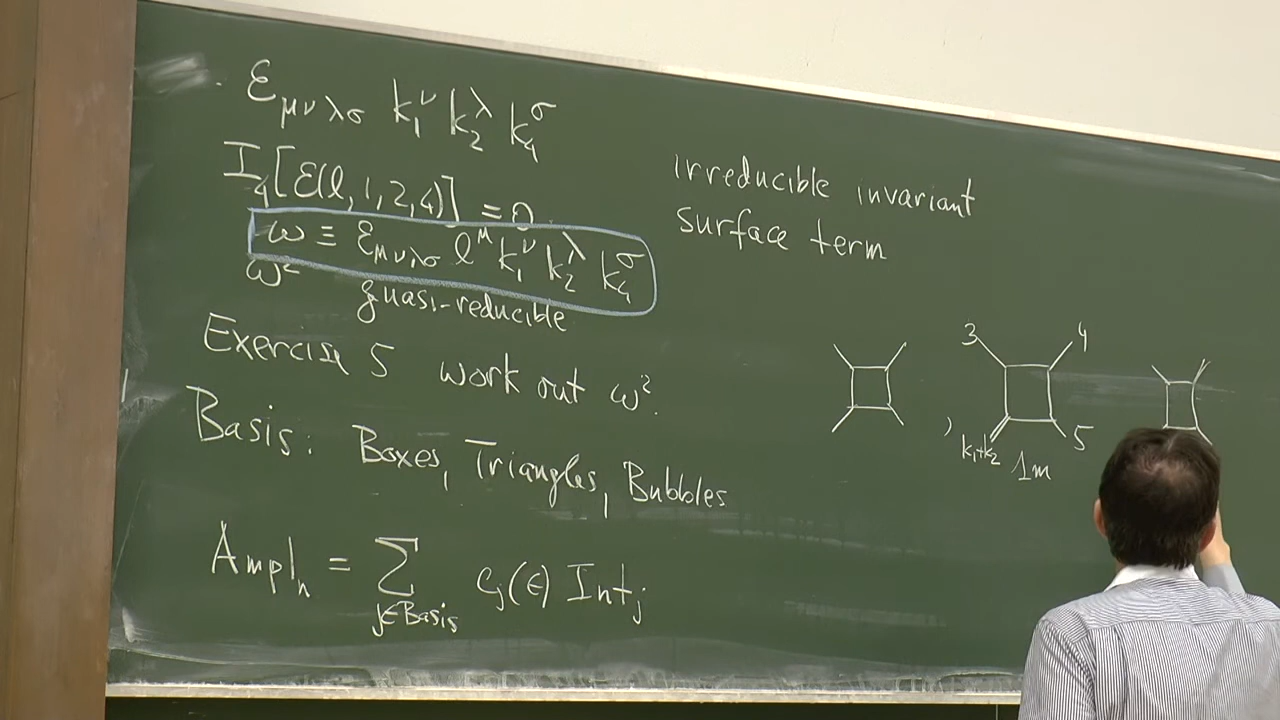 ε_{μνλσ} k_1^ν k_2^λ k_4^σ
I_4[ε(ℓ,1,2,4)] = 0
ω ≡ ε_{μνλσ} ℓ^μ k_1^ν k_2^λ k_4^σ
ω²
quasi-reducible
Exercise 5 work out ω².
Basis: Boxes, Triangles, Bubbles
Ampl_n = Σ_{j∈Basis} c_j(ϵ) Int_j
irreducible invariant
surface term
3 4
, k_1+k_2 5
1m